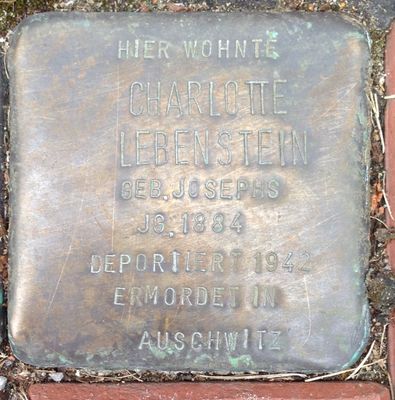 HIER WOHNTE
CHARLOTTE
LEBENSTEIN
GEB. JOSEPHS
JG. 1884
DEPORTIERT 1942
ERMORDET IN
AUSCHWITZ